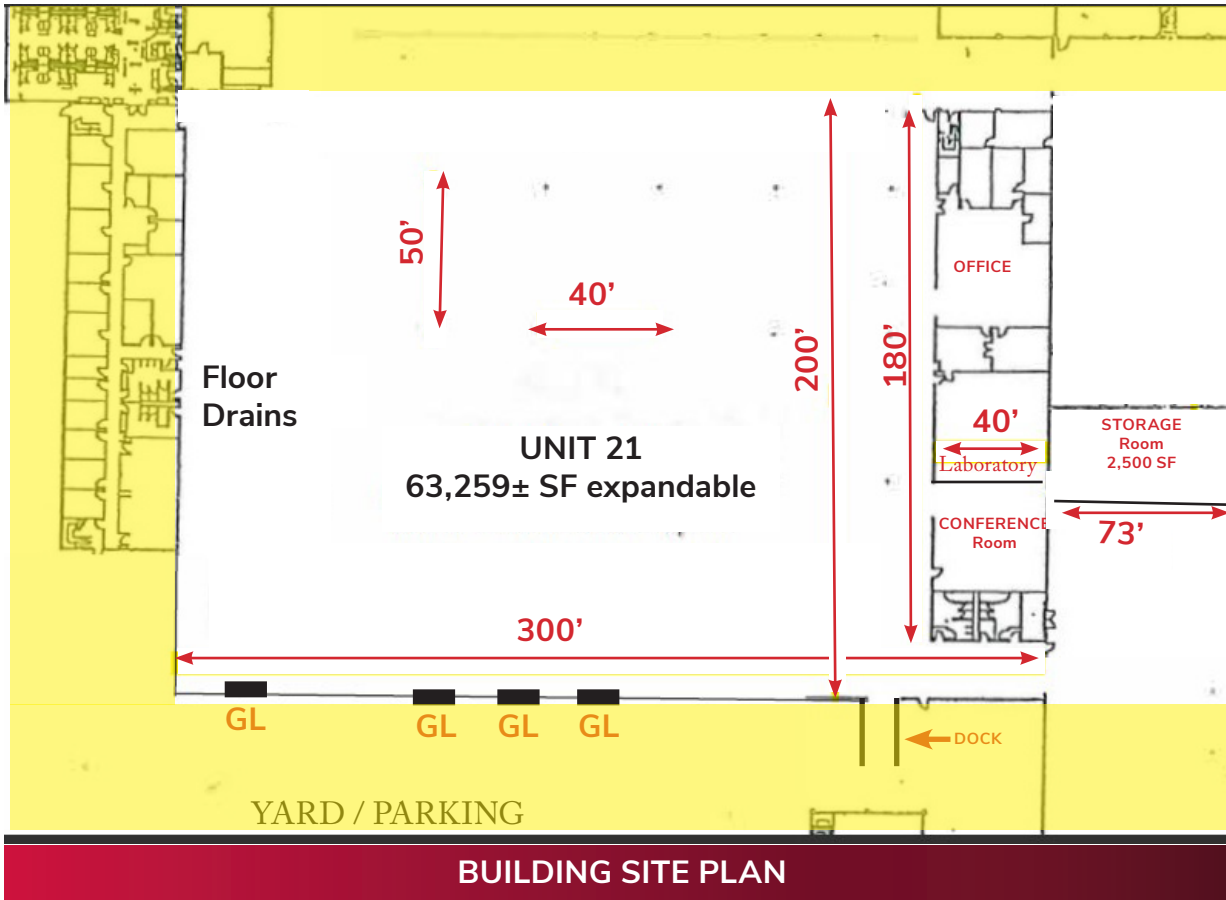 50’
40’
200’
180’
OFFICE
Floor
Drains
40’
Laboratory
STORAGE
Room
2,500 SF
UNIT 21
63,259± SF expandable
CONFERENCE
Room
73’
300’
GL
GL
GL
GL
DOCK
YARD / PARKING
BUILDING SITE PLAN